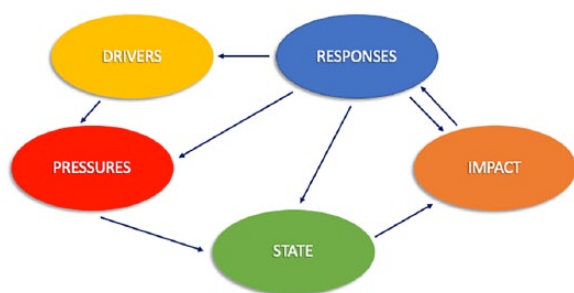 DRIVERS
RESPONSES
PRESSURES
IMPACT
STATE